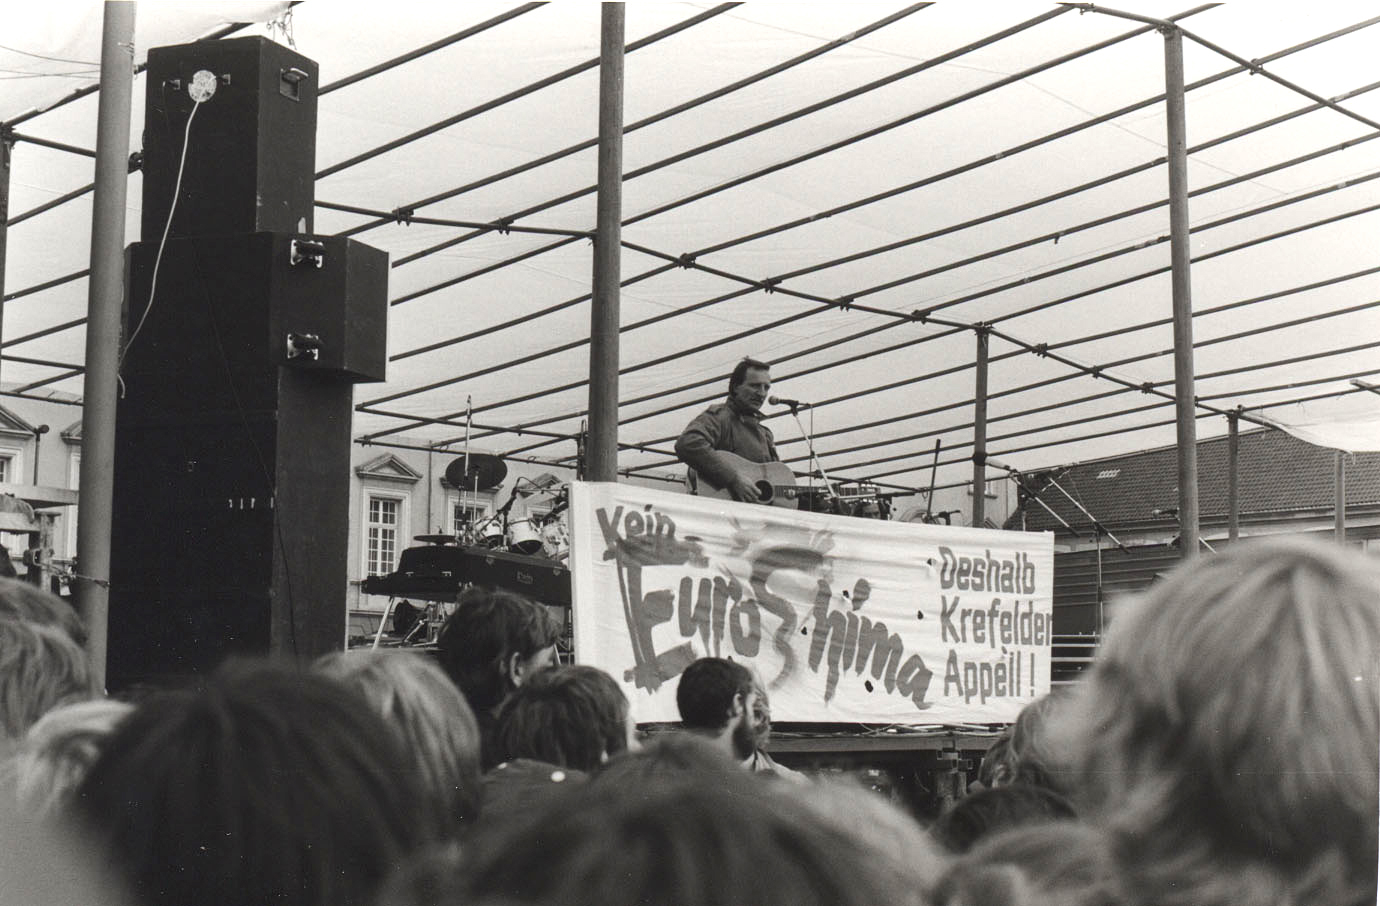 Kein
EuroShima
Deshalb
Krefelder
Appell!